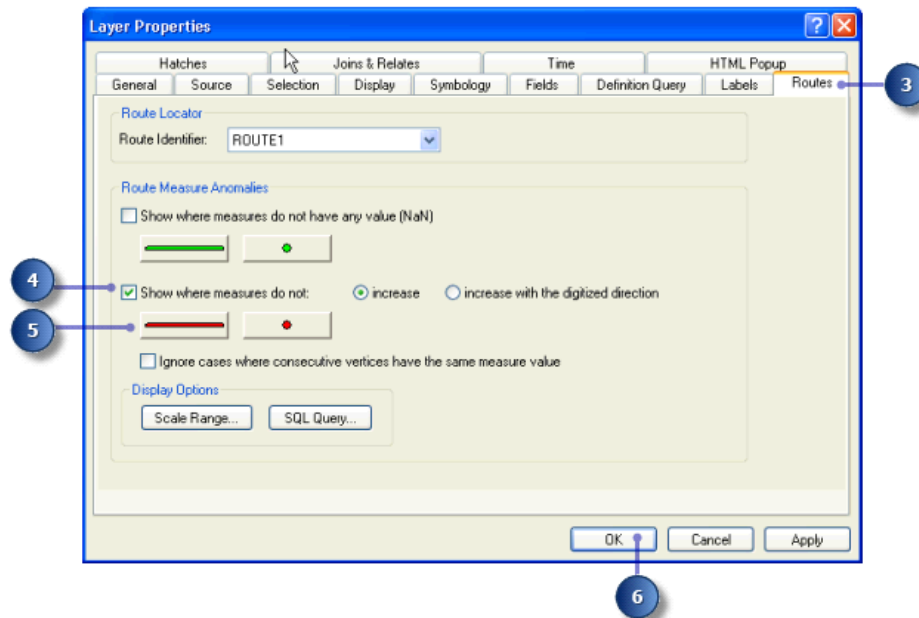 Layer Properties
Hatches Joins & Relates Time HTML Popup
General Source Selection Display Symbology Fields Definition Query Labels Routes
3
Route Locator
Route Identifier: ROUTE1
Route Measure Anomalies
Show where measures do not have any value (NaN)
4
Show where measures do not: increase increase with the digitized direction
5
Ignore cases where consecutive vertices have the same measure value
Display Options
Scale Range... SQL Query...
OK Cancel Apply
6